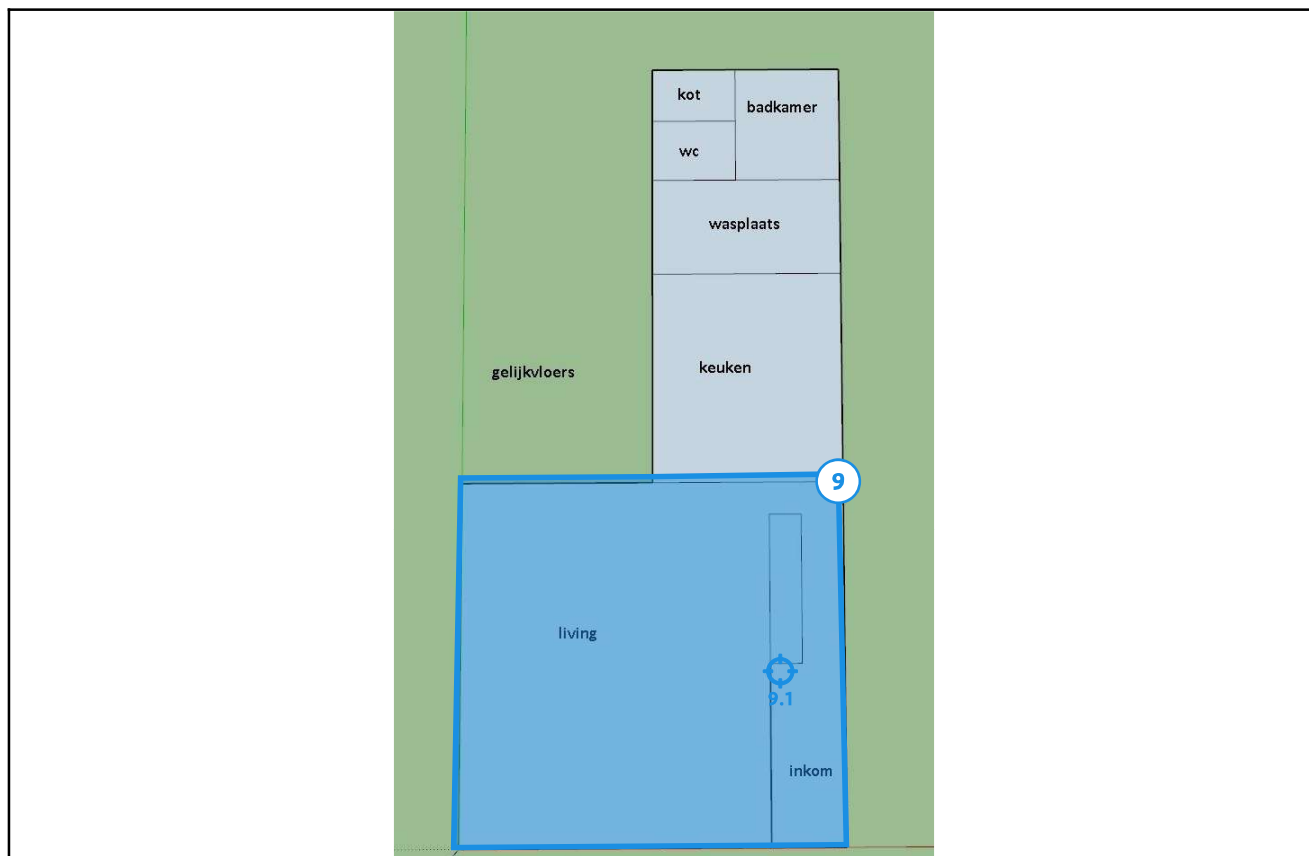 kot
badkamer
wc
wasplaats
gelijkvloers
keuken
9
living
9.1
inkom